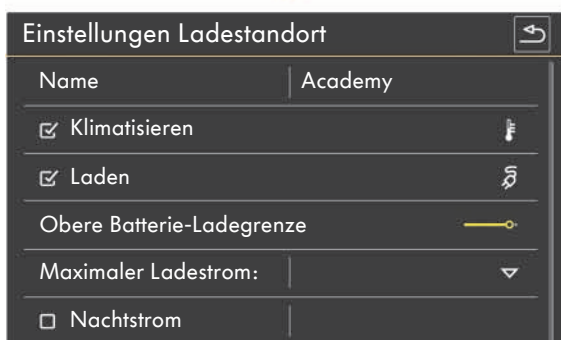 Einstellungen Ladestandort
Name Academy
Klimatisieren
Laden
Obere Batterie-Ladegrenze
Maximaler Ladestrom:
Nachtstrom